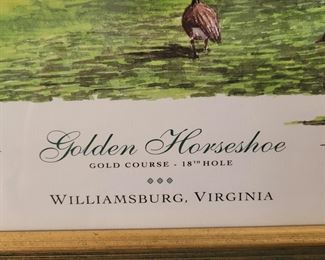 Golden Horseshoe
GOLD COURSE - 18TH HOLE
WILLIAMSBURG, VIRGINIA